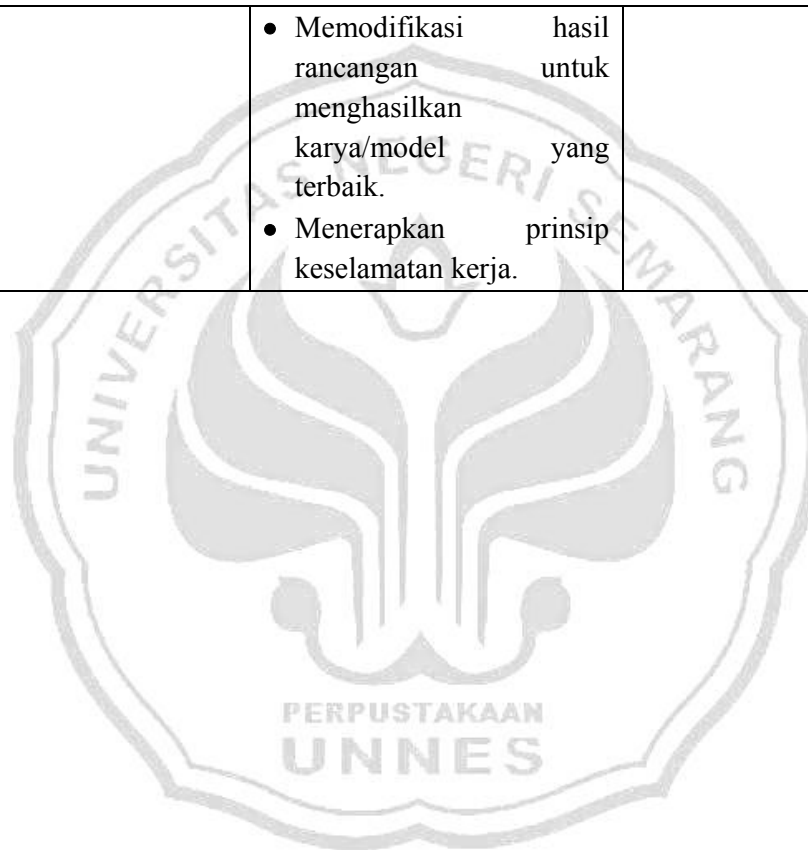 ● Memodifikasi hasil
rancangan untuk
menghasilkan
karya/model yang
terbaik.
● Menerapkan prinsip
keselamatan kerja.
UNIVERSITAS NEGERI SEMARANG
PERPUSTAKAAN
UNNES